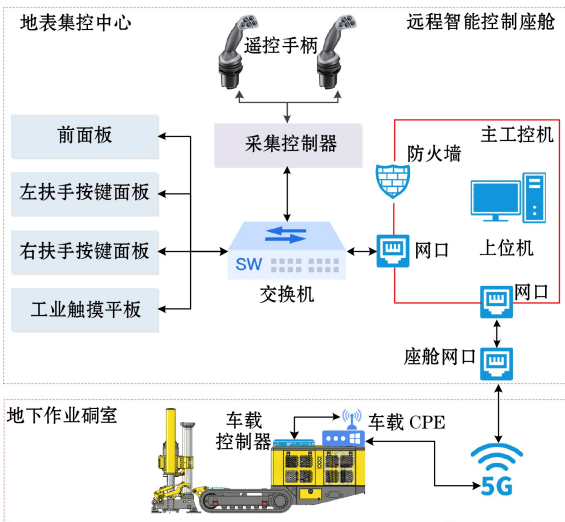 地表集控中心
远程智能控制座舱
遥控手柄
采集控制器
前面板
左扶手按键面板
右扶手按键面板
工业触摸平板
SW
交换机
防火墙
主工控机
网口
上位机
网口
座舱网口
地下作业硐室
车载
控制器
车载 CPE
5G